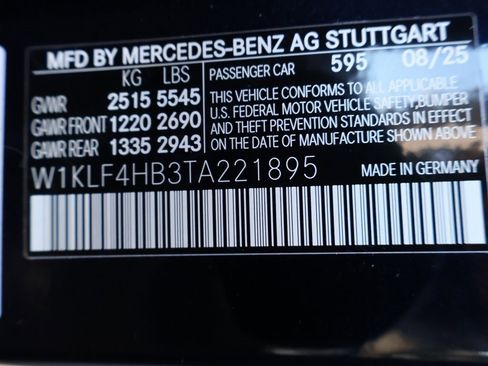 MFD BY MERCEDES-BENZ AG STUTTGART
KG LBS PASSENGER CAR 595 08/25
GVWR 2515 5545
GAWR FRONT 1220 2690
GAWR REAR 1335 2943
THIS VEHICLE CONFORMS TO ALL APPLICABLE
U.S. FEDERAL MOTOR VEHICLE SAFETY, BUMPER
AND THEFT PREVENTION STANDARDS IN EFFECT
ON THE DATE OF MANUFACTURE SHOWN ABOVE.
W1KLF4HB3TA221895 MADE IN GERMANY